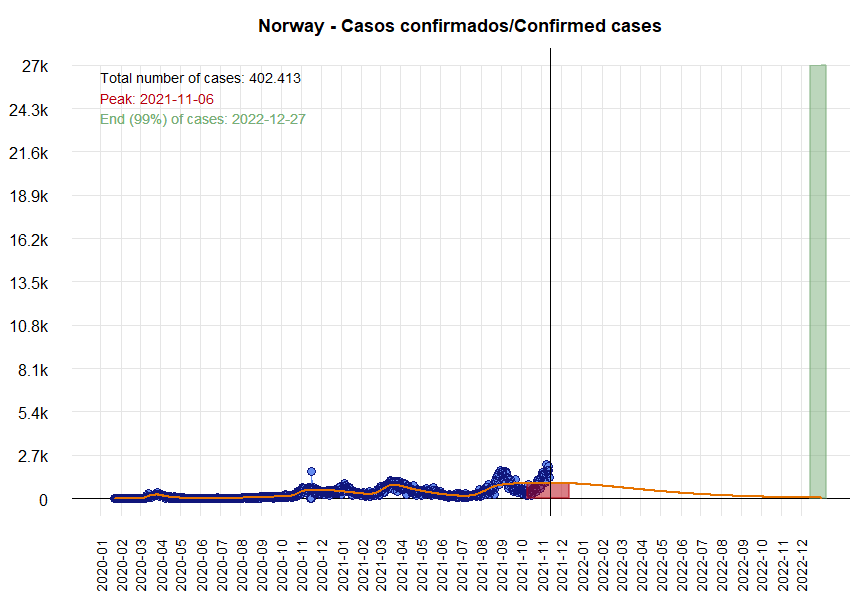 Norway - Casos confirmados/Confirmed cases
Total number of cases: 402.413
Peak: 2021-11-06
End (99%) of cases: 2022-12-27
27k
24.3k
21.6k
18.9k
16.2k
13.5k
10.8k
8.1k
5.4k
2.7k
0
2020-01
2020-02
2020-03
2020-04
2020-05
2020-06
2020-07
2020-08
2020-09
2020-10
2020-11
2020-12
2021-01
2021-02
2021-03
2021-04
2021-05
2021-06
2021-07
2021-08
2021-09
2021-10
2021-11
2021-12
2022-01
2022-02
2022-03
2022-04
2022-05
2022-06
2022-07
2022-08
2022-09
2022-10
2022-11
2022-12